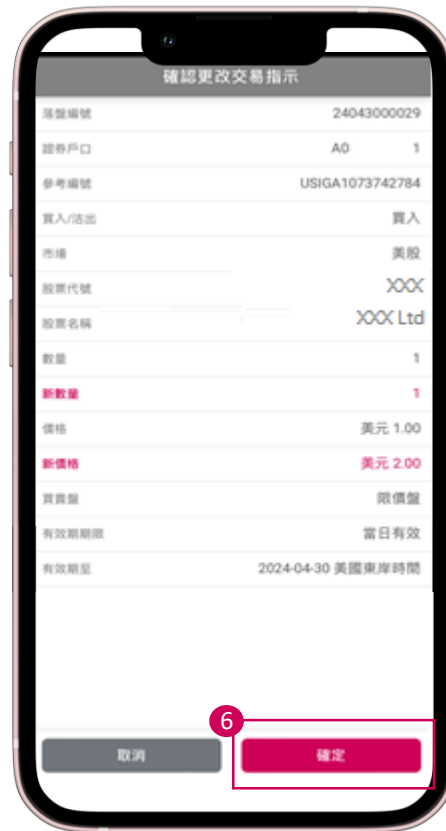 確認更改交易指示
落盤編號 24043000029
證券戶口 A0 1
參考編號 USIGA1073742784
買入/沽出 買入
市場 美股
股票代號 XXX
股票名稱 XXX Ltd
數量 1
新數量 1
價格 美元 1.00
新價格 美元 2.00
買賣盤 限價盤
有效期期限 當日有效
有效期至 2024-04-30 美國東岸時間
6
取消 確定